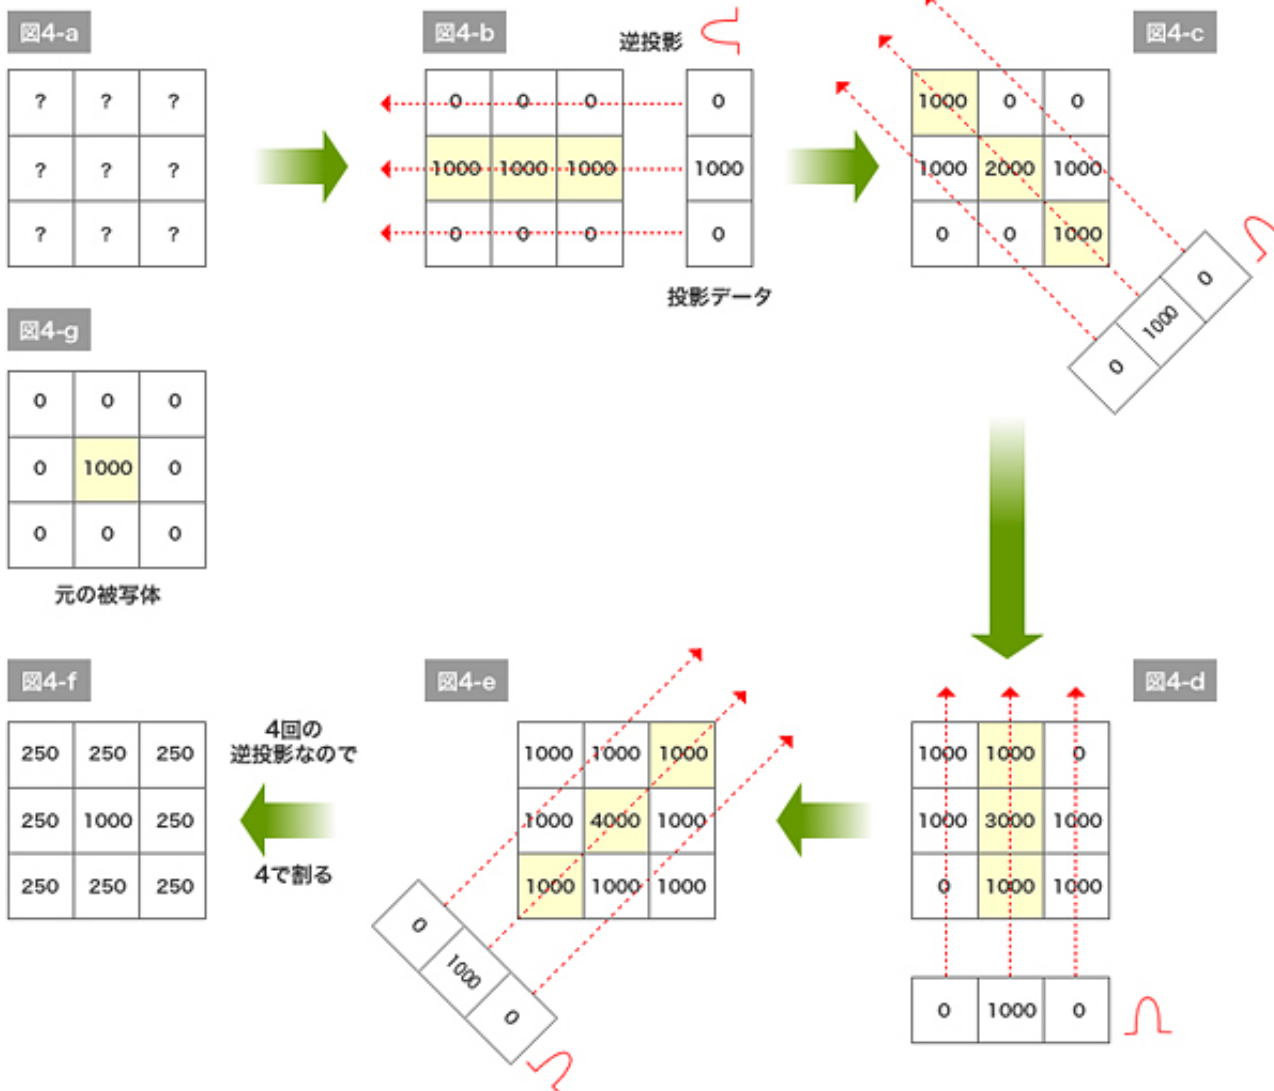 図4-a
? ? ?
? ? ?
? ? ?
図4-b
逆投影
0 0 0 0
1000 1000 1000 1000
0 0 0 0
投影データ
図4-c
1000 0 0
1000 2000 1000
0 0 1000
0 1000 0
図4-g
0 0 0
0 1000 0
0 0 0
元の被写体
図4-d
1000 1000 0
1000 3000 1000
0 1000 1000
0 1000 0
図4-e
1000 1000 1000
1000 4000 1000
1000 1000 1000
0 1000 0
4回の
逆投影なので
4で割る
図4-f
250 250 250
250 1000 250
250 250 250